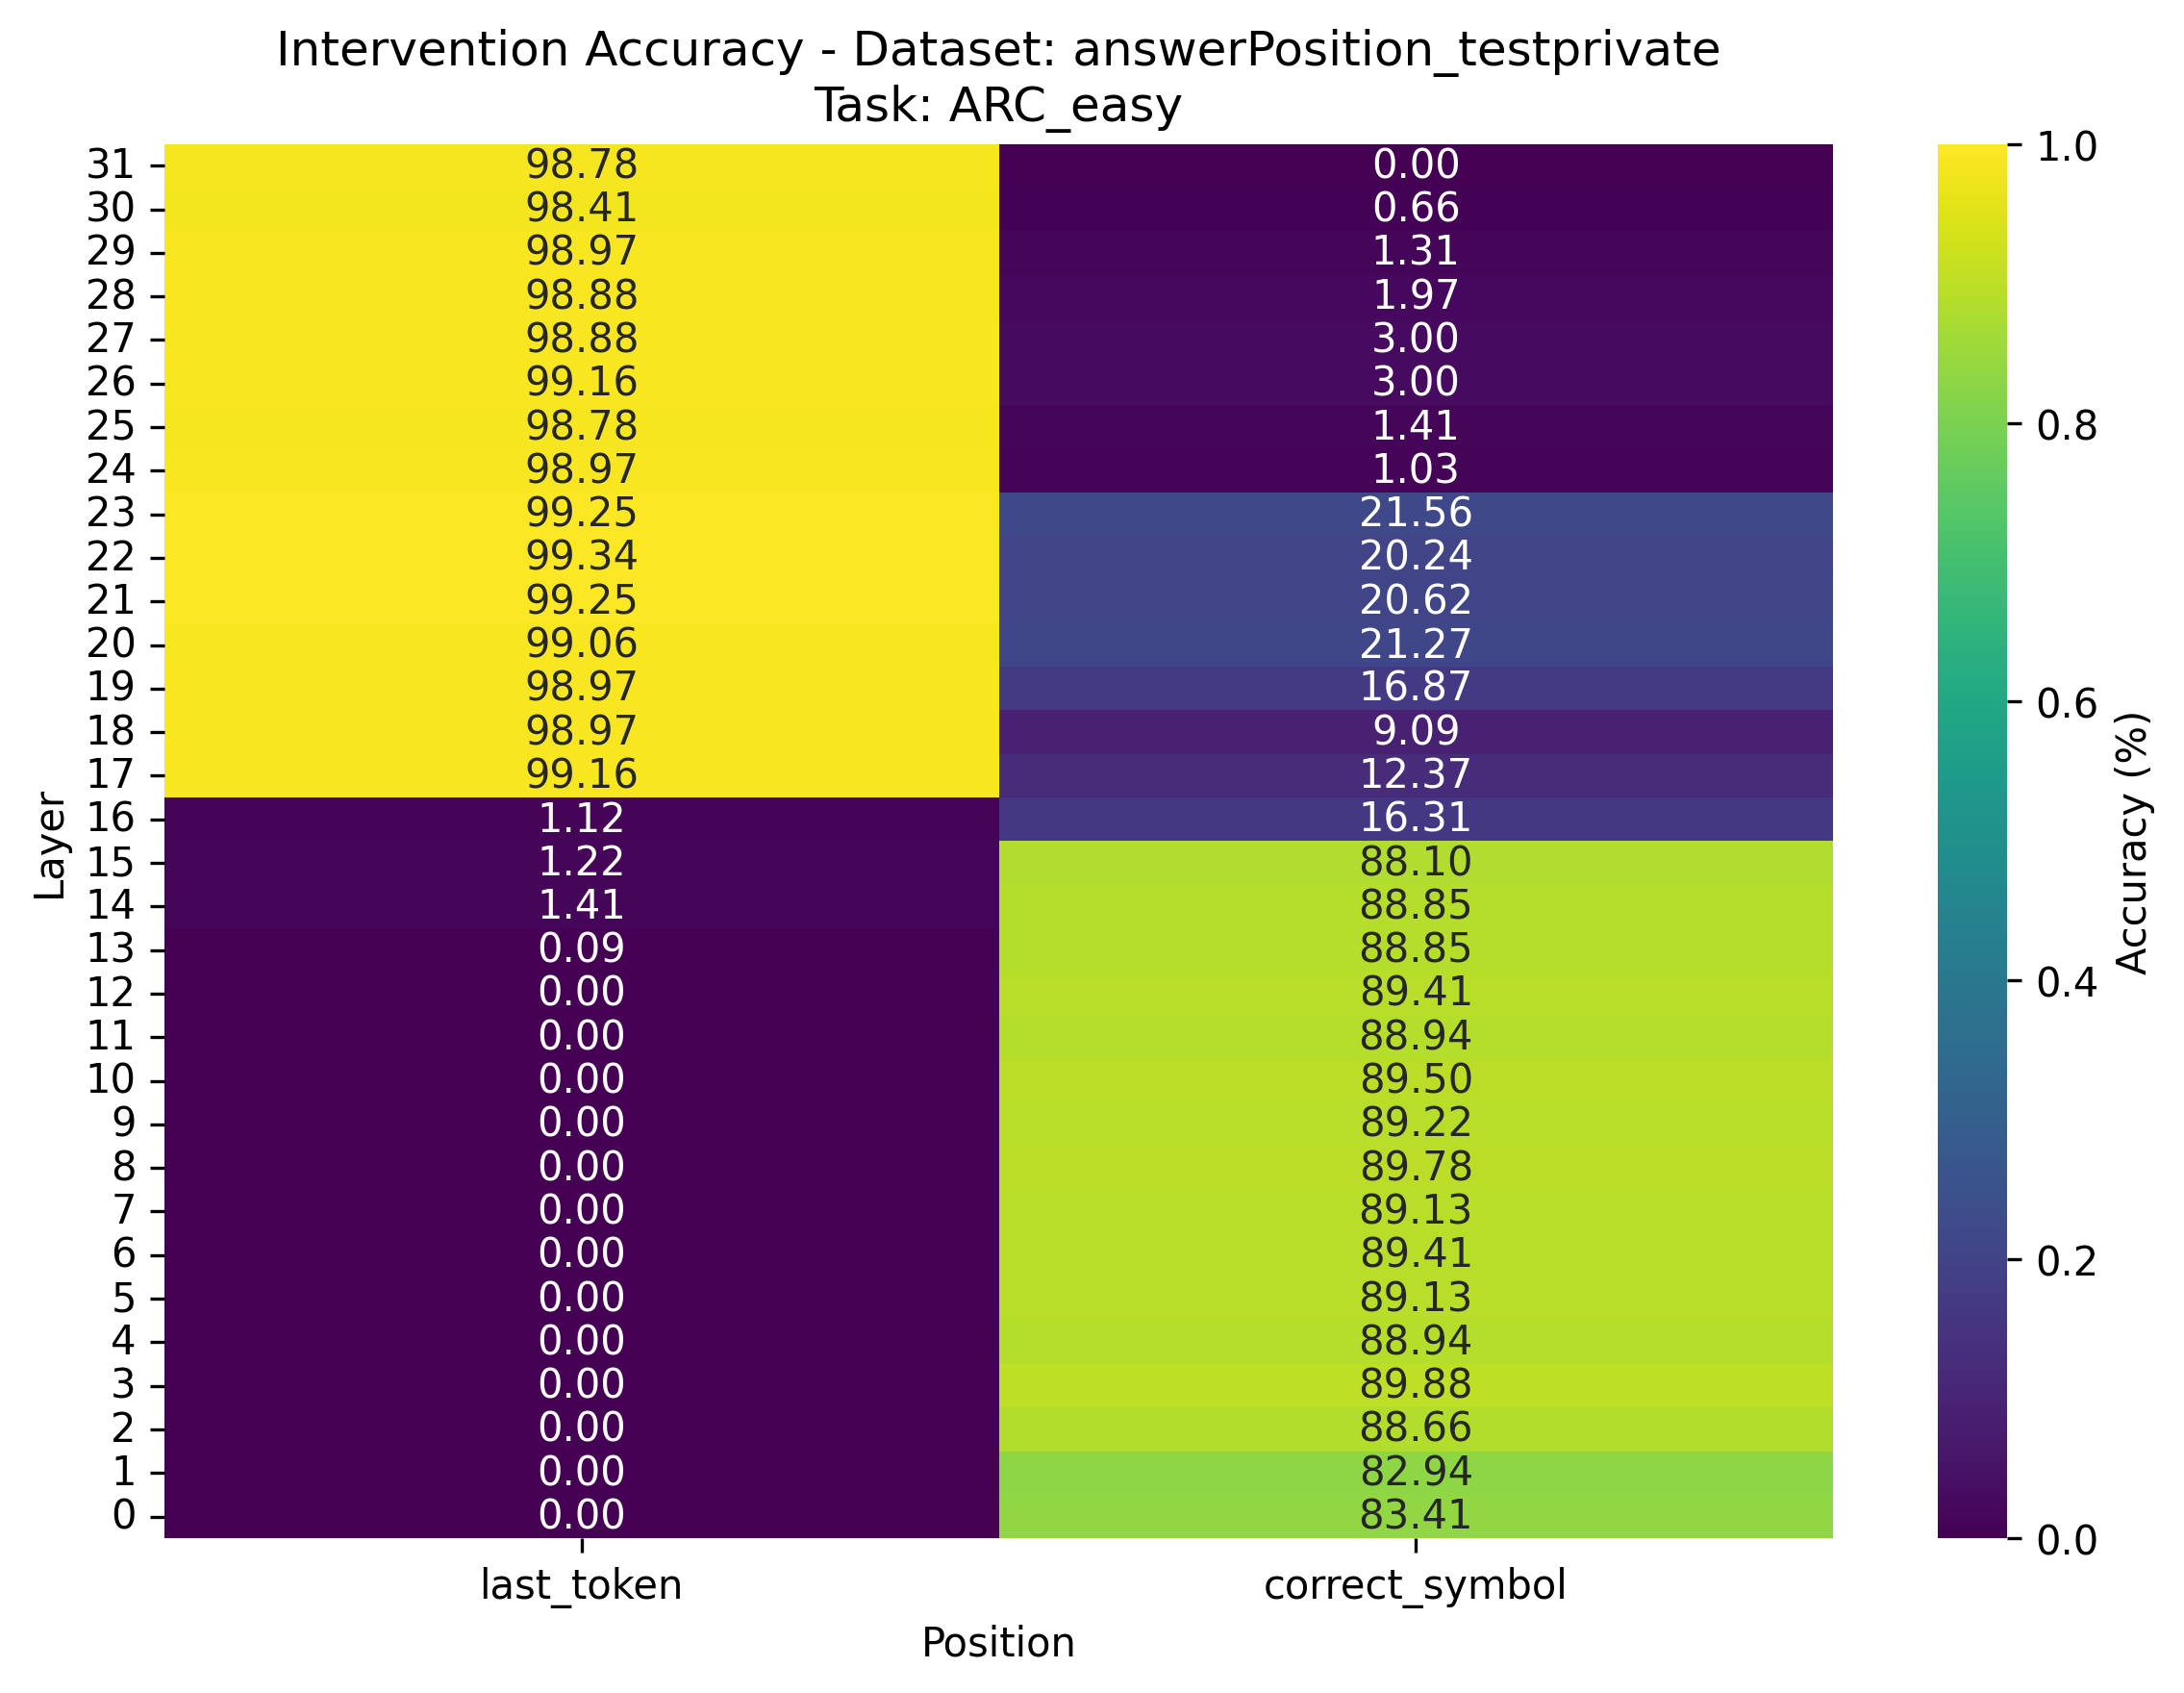 Intervention Accuracy - Dataset: answerPosition_testprivate
Task: ARC_easy
31 98.78 0.00
30 98.41 0.66
29 98.97 1.31
28 98.88 1.97
27 98.88 3.00
26 99.16 3.00
25 98.78 1.41
24 98.97 1.03
23 99.25 21.56
22 99.34 20.24
21 99.25 20.62
20 99.06 21.27
19 98.97 16.87
18 98.97 9.09
17 99.16 12.37
16 1.12 16.31
15 1.22 88.10
14 1.41 88.85
13 0.09 88.85
12 0.00 89.41
11 0.00 88.94
10 0.00 89.50
9 0.00 89.22
8 0.00 89.78
7 0.00 89.13
6 0.00 89.41
5 0.00 89.13
4 0.00 88.94
3 0.00 89.88
2 0.00 88.66
1 0.00 82.94
0 0.00 83.41
last_token correct_symbol
Position
Layer
1.0
0.8
0.6
0.4
0.2
0.0
Accuracy (%)